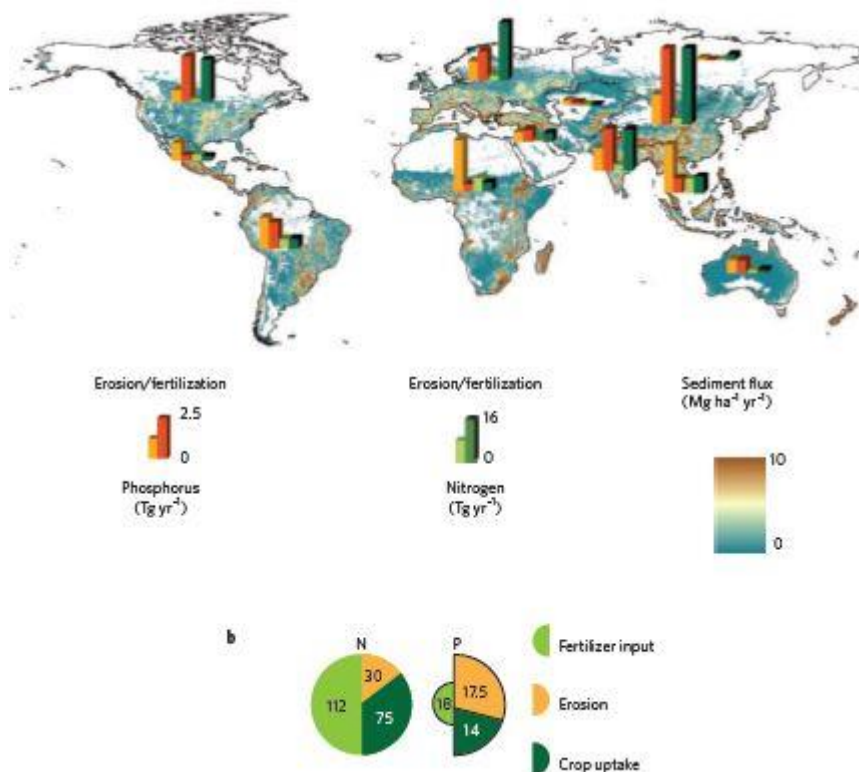 Erosion/fertilization
2.5
0
Phosphorus
(Tg yr⁻¹)
Erosion/fertilization
16
0
Nitrogen
(Tg yr⁻¹)
Sediment flux
(Mg ha⁻¹ yr⁻¹)
10
0
b
N
30
112
75
P
17.5
18
14
Fertilizer input
Erosion
Crop uptake